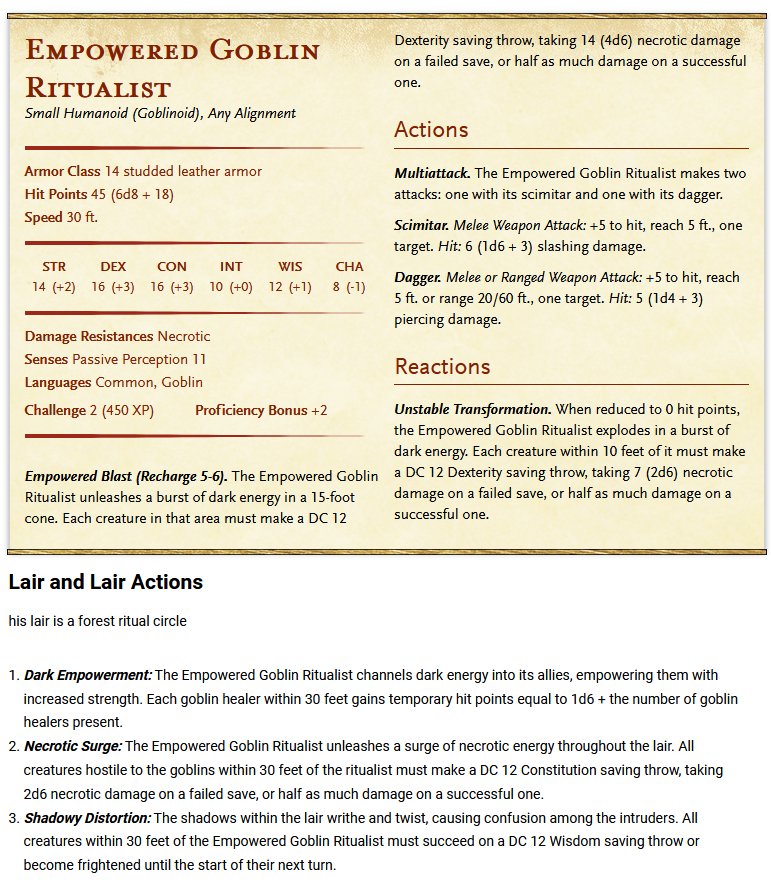 Empowered Goblin
Ritualist
Small Humanoid (Goblinoid), Any Alignment
Armor Class 14 studded leather armor
Hit Points 45 (6d8 + 18)
Speed 30 ft.
STR DEX CON INT WIS CHA
14 (+2) 16 (+3) 16 (+3) 10 (+0) 12 (+1) 8 (-1)
Damage Resistances Necrotic
Senses Passive Perception 11
Languages Common, Goblin
Challenge 2 (450 XP) Proficiency Bonus +2
Empowered Blast (Recharge 5-6). The Empowered Goblin
Ritualist unleashes a burst of dark energy in a 15-foot
cone. Each creature in that area must make a DC 12
Dexterity saving throw, taking 14 (4d6) necrotic damage
on a failed save, or half as much damage on a successful
one.
Actions
Multiattack. The Empowered Goblin Ritualist makes two
attacks: one with its scimitar and one with its dagger.
Scimitar. Melee Weapon Attack: +5 to hit, reach 5 ft., one
target. Hit: 6 (1d6 + 3) slashing damage.
Dagger. Melee or Ranged Weapon Attack: +5 to hit, reach
5 ft. or range 20/60 ft., one target. Hit: 5 (1d4 + 3)
piercing damage.
Reactions
Unstable Transformation. When reduced to 0 hit points,
the Empowered Goblin Ritualist explodes in a burst of
dark energy. Each creature within 10 feet of it must make
a DC 12 Dexterity saving throw, taking 7 (2d6) necrotic
damage on a failed save, or half as much damage on a
successful one.
Lair and Lair Actions
his lair is a forest ritual circle
1. Dark Empowerment: The Empowered Goblin Ritualist channels dark energy into its allies, empowering them with
increased strength. Each goblin healer within 30 feet gains temporary hit points equal to 1d6 + the number of goblin
healers present.
2. Necrotic Surge: The Empowered Goblin Ritualist unleashes a surge of necrotic energy throughout the lair. All
creatures hostile to the goblins within 30 feet of the ritualist must make a DC 12 Constitution saving throw, taking
2d6 necrotic damage on a failed save, or half as much damage on a successful one.
3. Shadowy Distortion: The shadows within the lair writhe and twist, causing confusion among the intruders. All
creatures within 30 feet of the Empowered Goblin Ritualist must succeed on a DC 12 Wisdom saving throw or
become frightened until the start of their next turn.